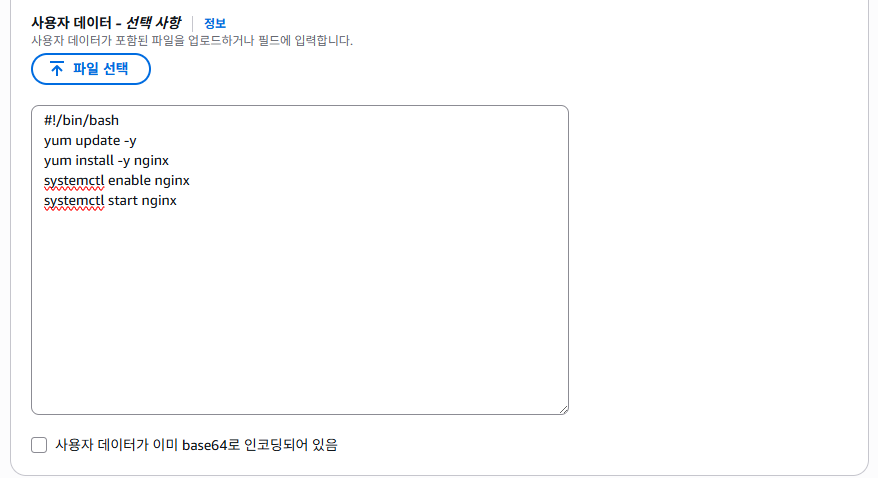 사용자 데이터 - 선택 사항 정보
사용자 데이터가 포함된 파일을 업로드하거나 필드에 입력합니다.
파일 선택
#!/bin/bash
yum update -y
yum install -y nginx
systemctl enable nginx
systemctl start nginx
사용자 데이터가 이미 base64로 인코딩되어 있음